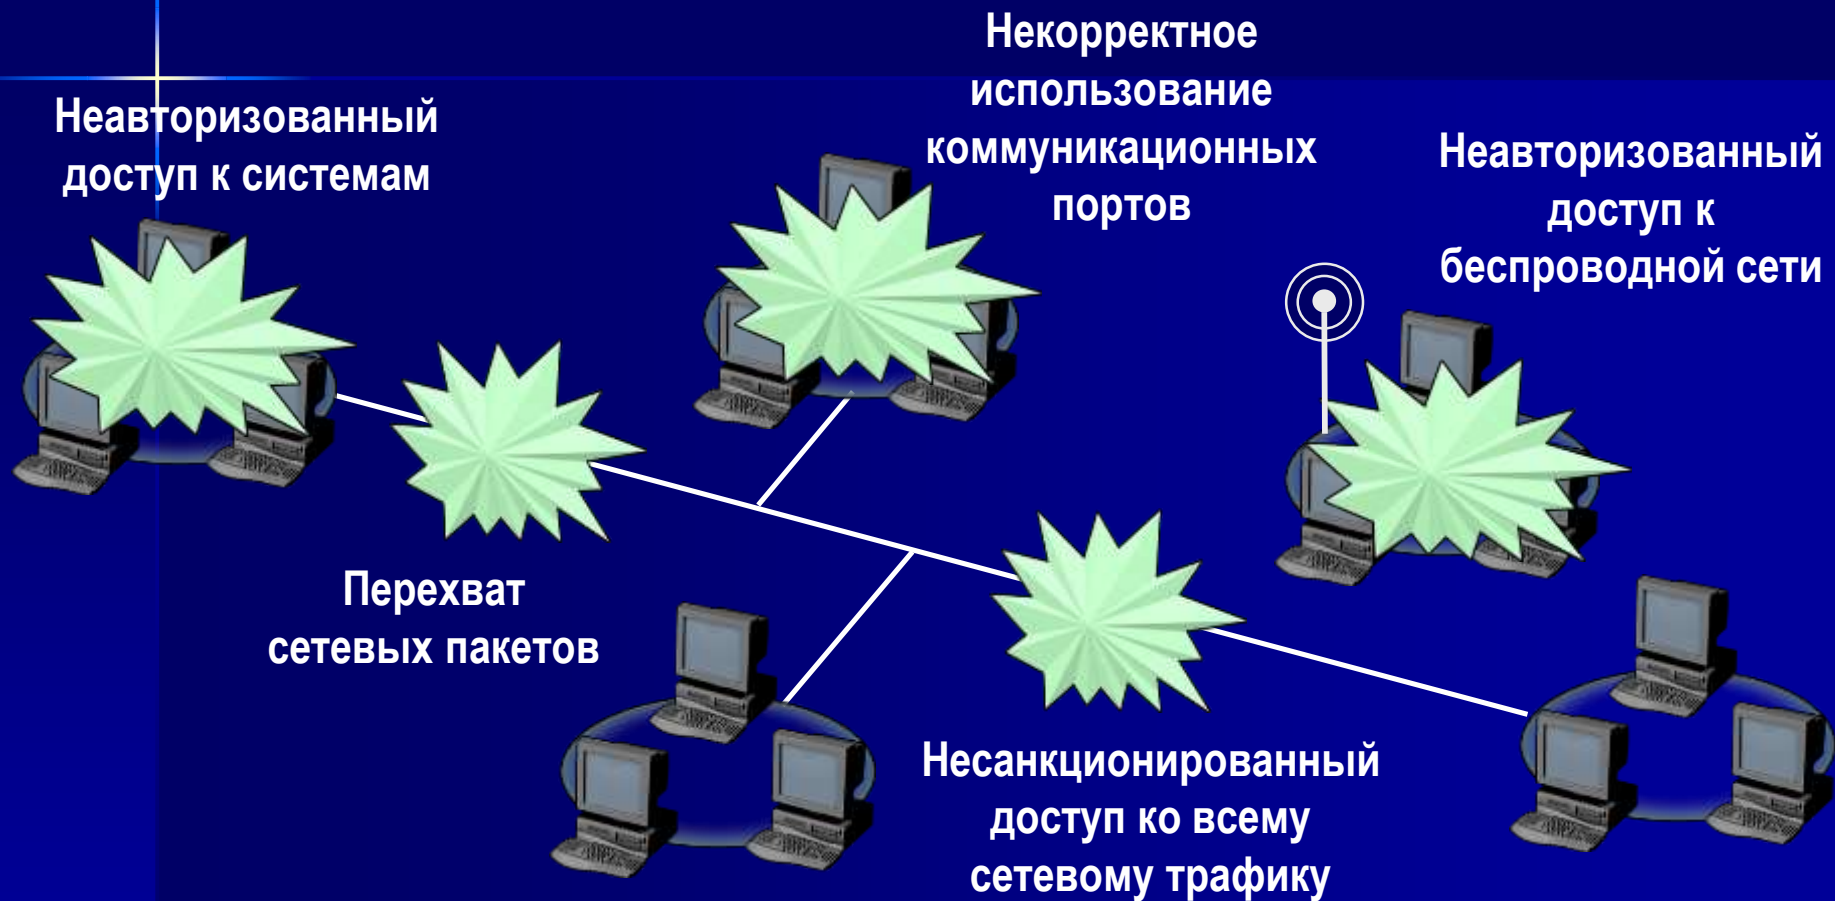 Неавторизованный
доступ к системам
Некорректное
использование
коммуникационных
портов
Неавторизованный
доступ к
беспроводной сети
Перехват
сетевых пакетов
Несанкционированный
доступ ко всему
сетевому трафику